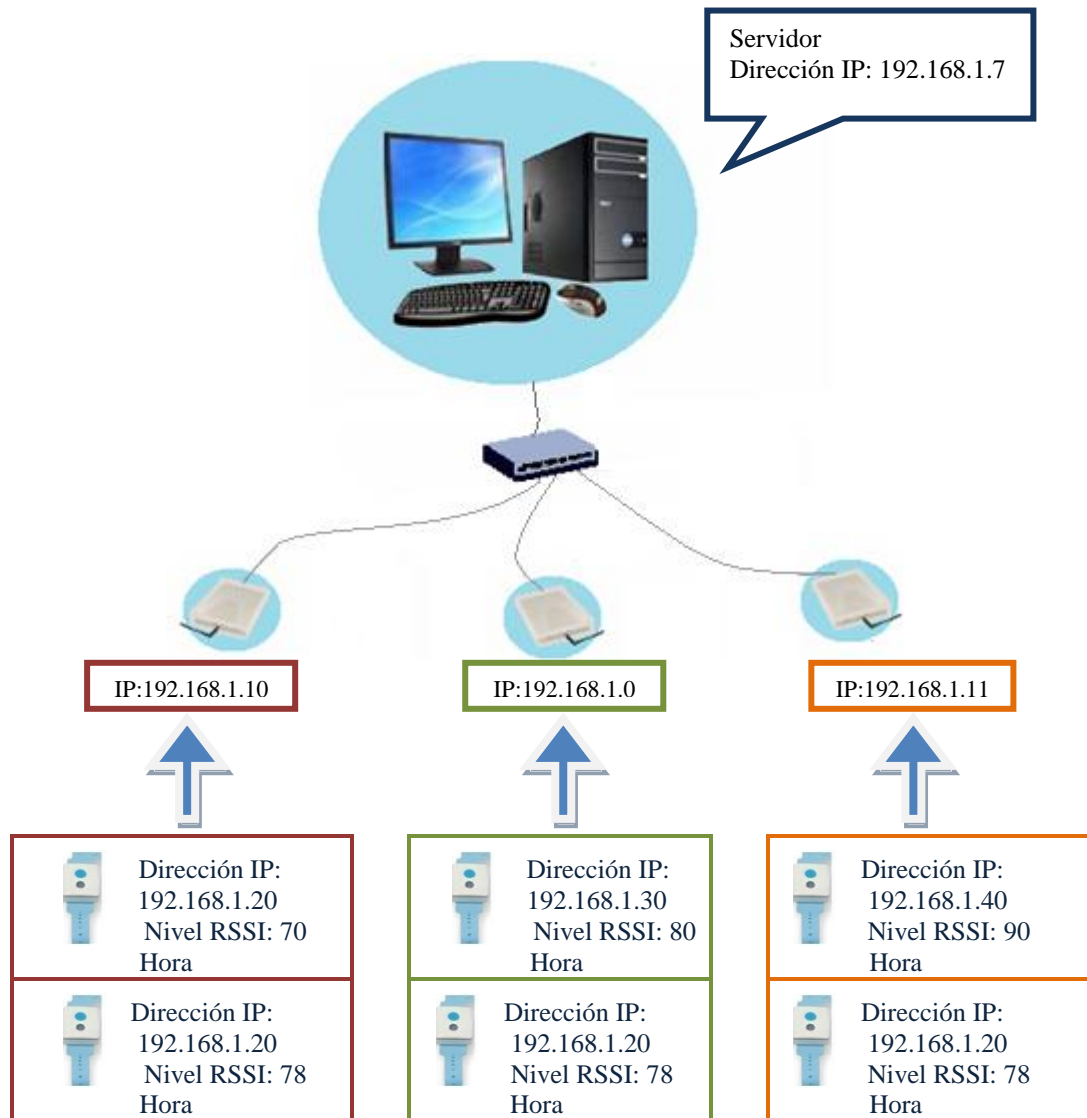 Servidor
Dirección IP: 192.168.1.7
IP:192.168.1.10
IP:192.168.1.0
IP:192.168.1.11
Dirección IP:
192.168.1.20
Nivel RSSI: 70
Hora
Dirección IP:
192.168.1.30
Nivel RSSI: 80
Hora
Dirección IP:
192.168.1.40
Nivel RSSI: 90
Hora
Dirección IP:
192.168.1.20
Nivel RSSI: 78
Hora
Dirección IP:
192.168.1.20
Nivel RSSI: 78
Hora
Dirección IP:
192.168.1.20
Nivel RSSI: 78
Hora